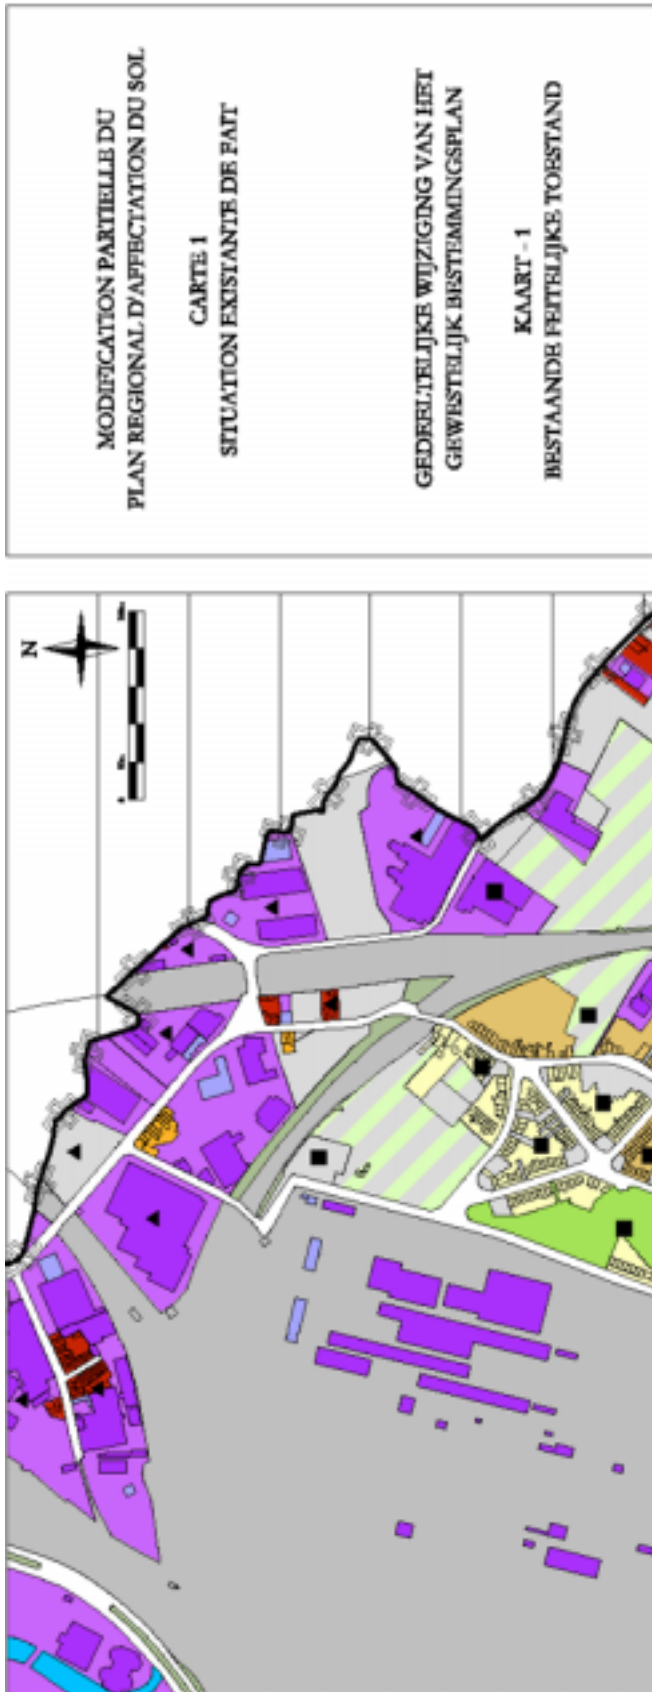 MODIFICATION PARTIELLE DU
PLAN REGIONAL D'AFFECTATION DU SOL
CARTE 1
SITUATION EXISTANTE DE FAIT
GEDEELTELIJKE WIJZIGING VAN HET
GEWESTELIJK BESTEMMINGSPLAN
KAART - 1
BESTAANDE FEITELIJKE TOESTAND
N